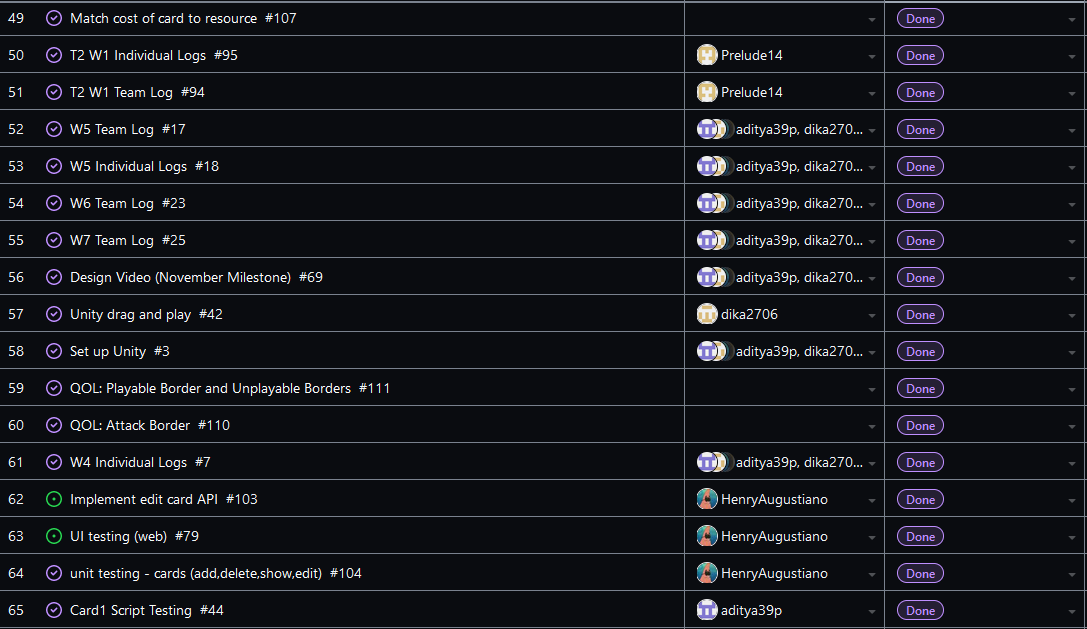 49 Match cost of card to resource #107 Done
50 T2 W1 Individual Logs #95 Prelude14 Done
51 T2 W1 Team Log #94 Prelude14 Done
52 W5 Team Log #17 aditya39p, dika270... Done
53 W5 Individual Logs #18 aditya39p, dika270... Done
54 W6 Team Log #23 aditya39p, dika270... Done
55 W7 Team Log #25 aditya39p, dika270... Done
56 Design Video (November Milestone) #69 aditya39p, dika270... Done
57 Unity drag and play #42 dika2706 Done
58 Set up Unity #3 aditya39p, dika270... Done
59 QOL: Playable Border and Unplayable Borders #111 Done
60 QOL: Attack Border #110 Done
61 W4 Individual Logs #7 aditya39p, dika270... Done
62 Implement edit card API #103 HenryAugustiano Done
63 UI testing (web) #79 HenryAugustiano Done
64 unit testing - cards (add,delete,show,edit) #104 HenryAugustiano Done
65 Card1 Script Testing #44 aditya39p Done